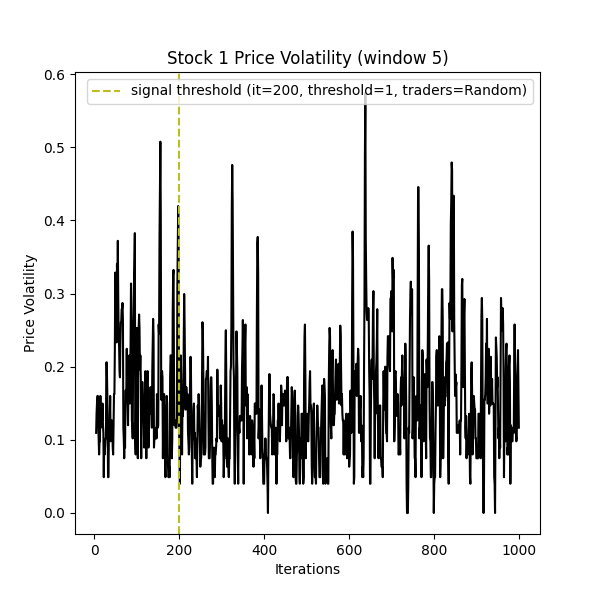 Stock 1 Price Volatility (window 5)
signal threshold (it=200, threshold=1, traders=Random)
0.6
0.5
0.4
0.3
0.2
0.1
0.0
Price Volatility
0 200 400 600 800 1000
Iterations